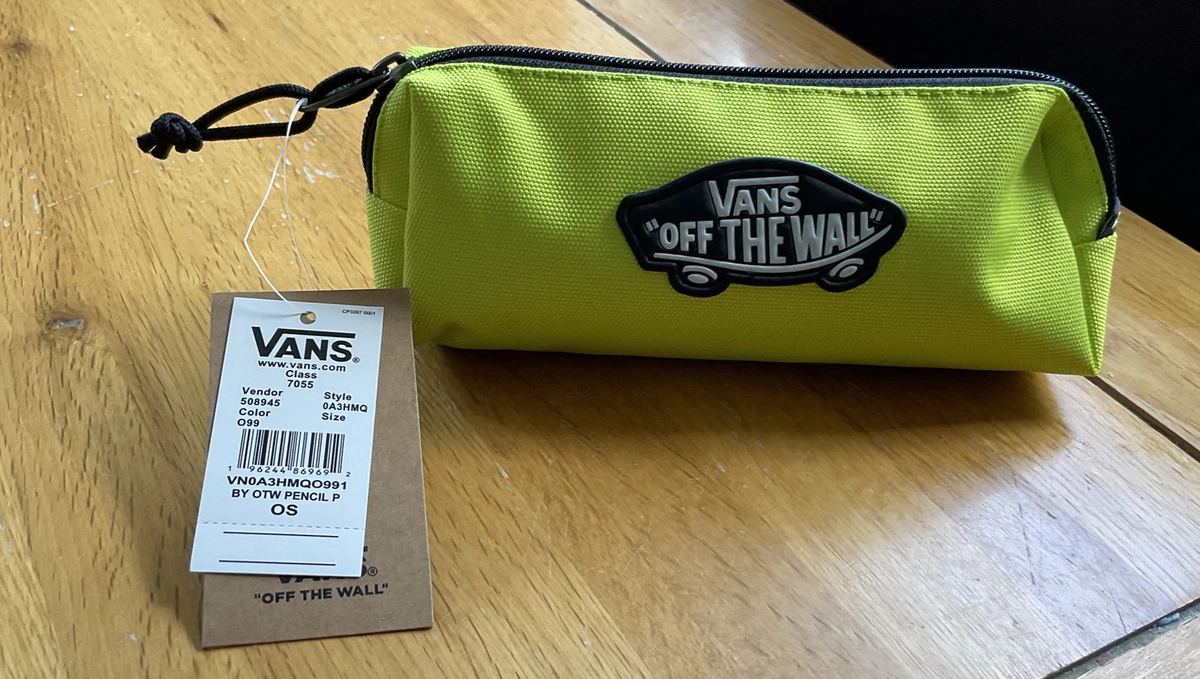 VANS
"OFF THE WALL"
CPS397 0001
VANS®
www.vans.com
Class
7055
Vendor
508945
Style
0A3HMQ
Color
O99
Size
1 96244 86969 2
VN0A3HMQO991
BY OTW PENCIL P
OS
"OFF THE WALL"